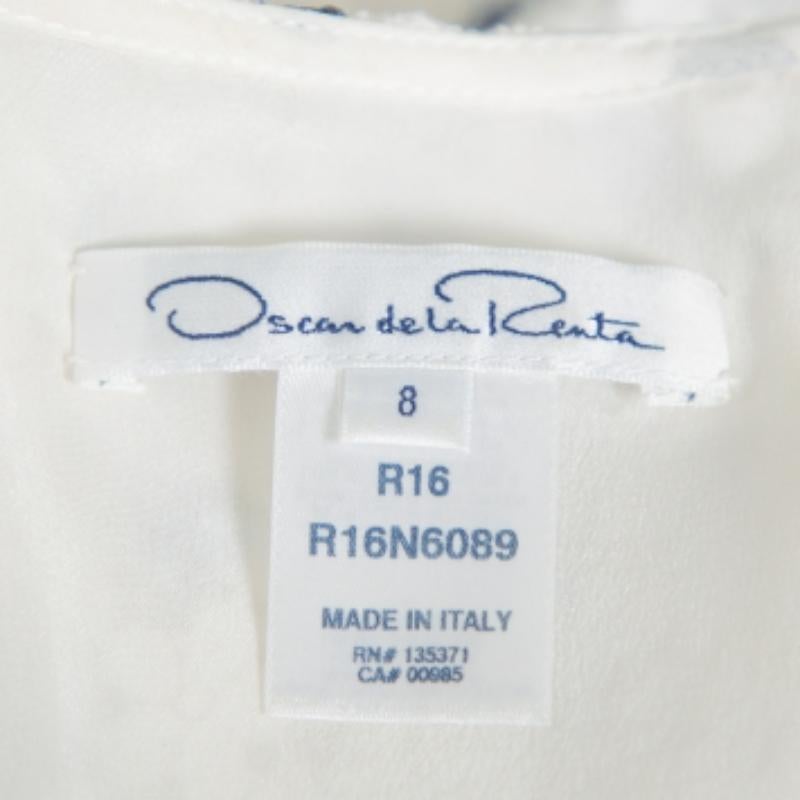 Oscar de la Renta
8
R16
R16N6089
MADE IN ITALY
RN# 135371
CA# 00985